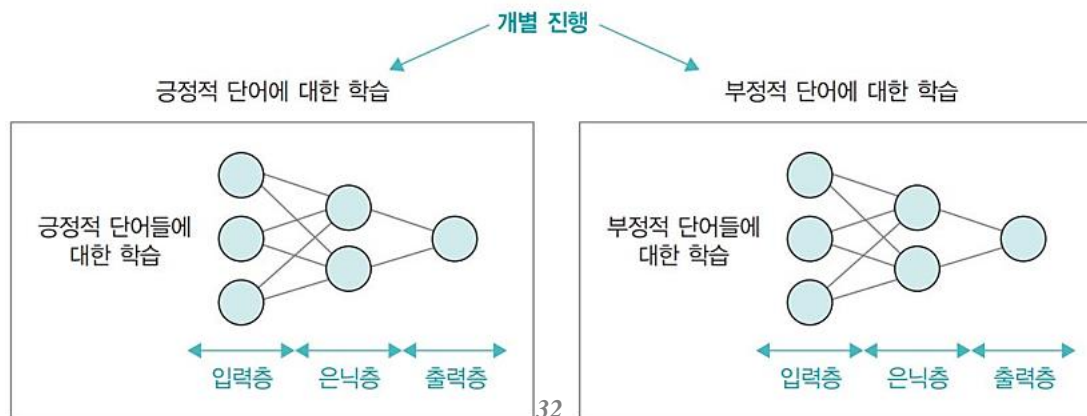 개별 진행
긍정적 단어에 대한 학습
부정적 단어에 대한 학습
긍정적 단어들에
대한 학습
입력층 은닉층 출력층
부정적 단어들에
대한 학습
입력층 은닉층 출력층
32